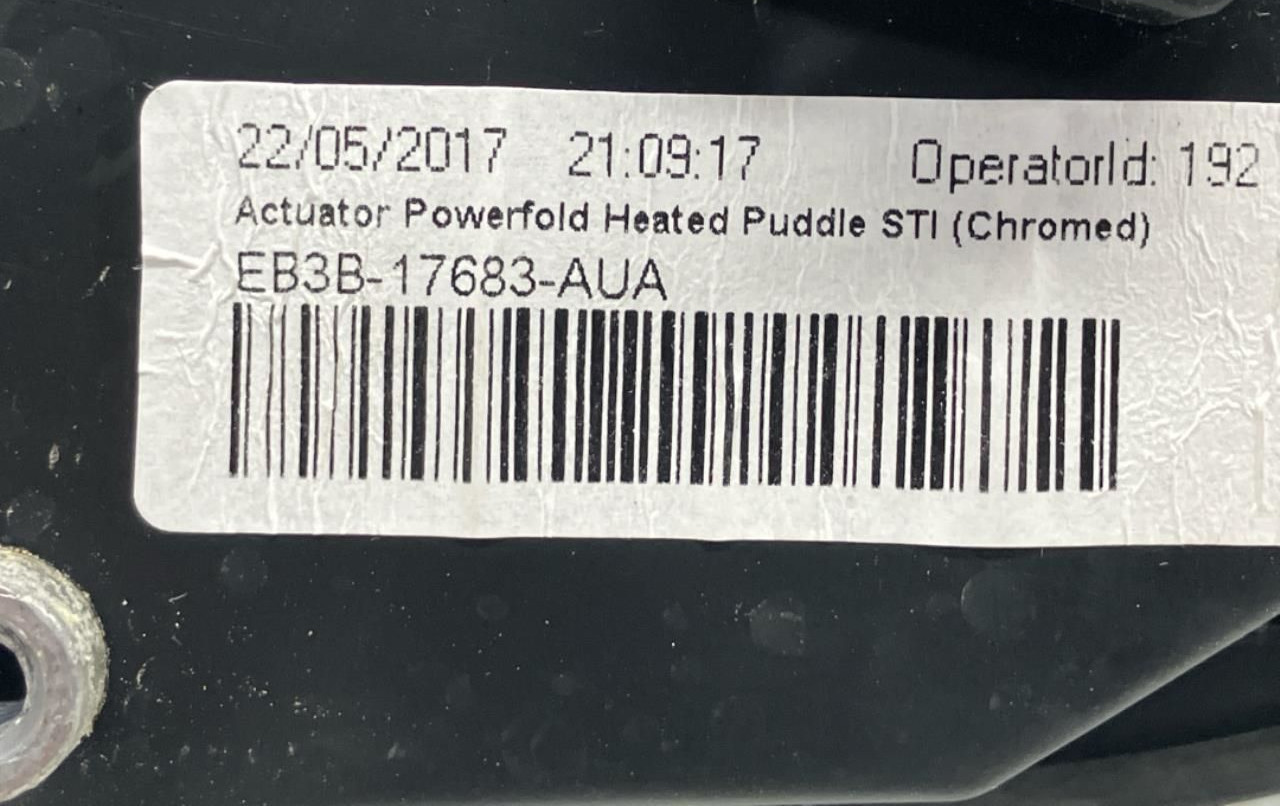 22/05/2017 21:09:17 OperatorId: 192
Actuator Powerfold Heated Puddle STI (Chromed)
EB3B-17683-AUA